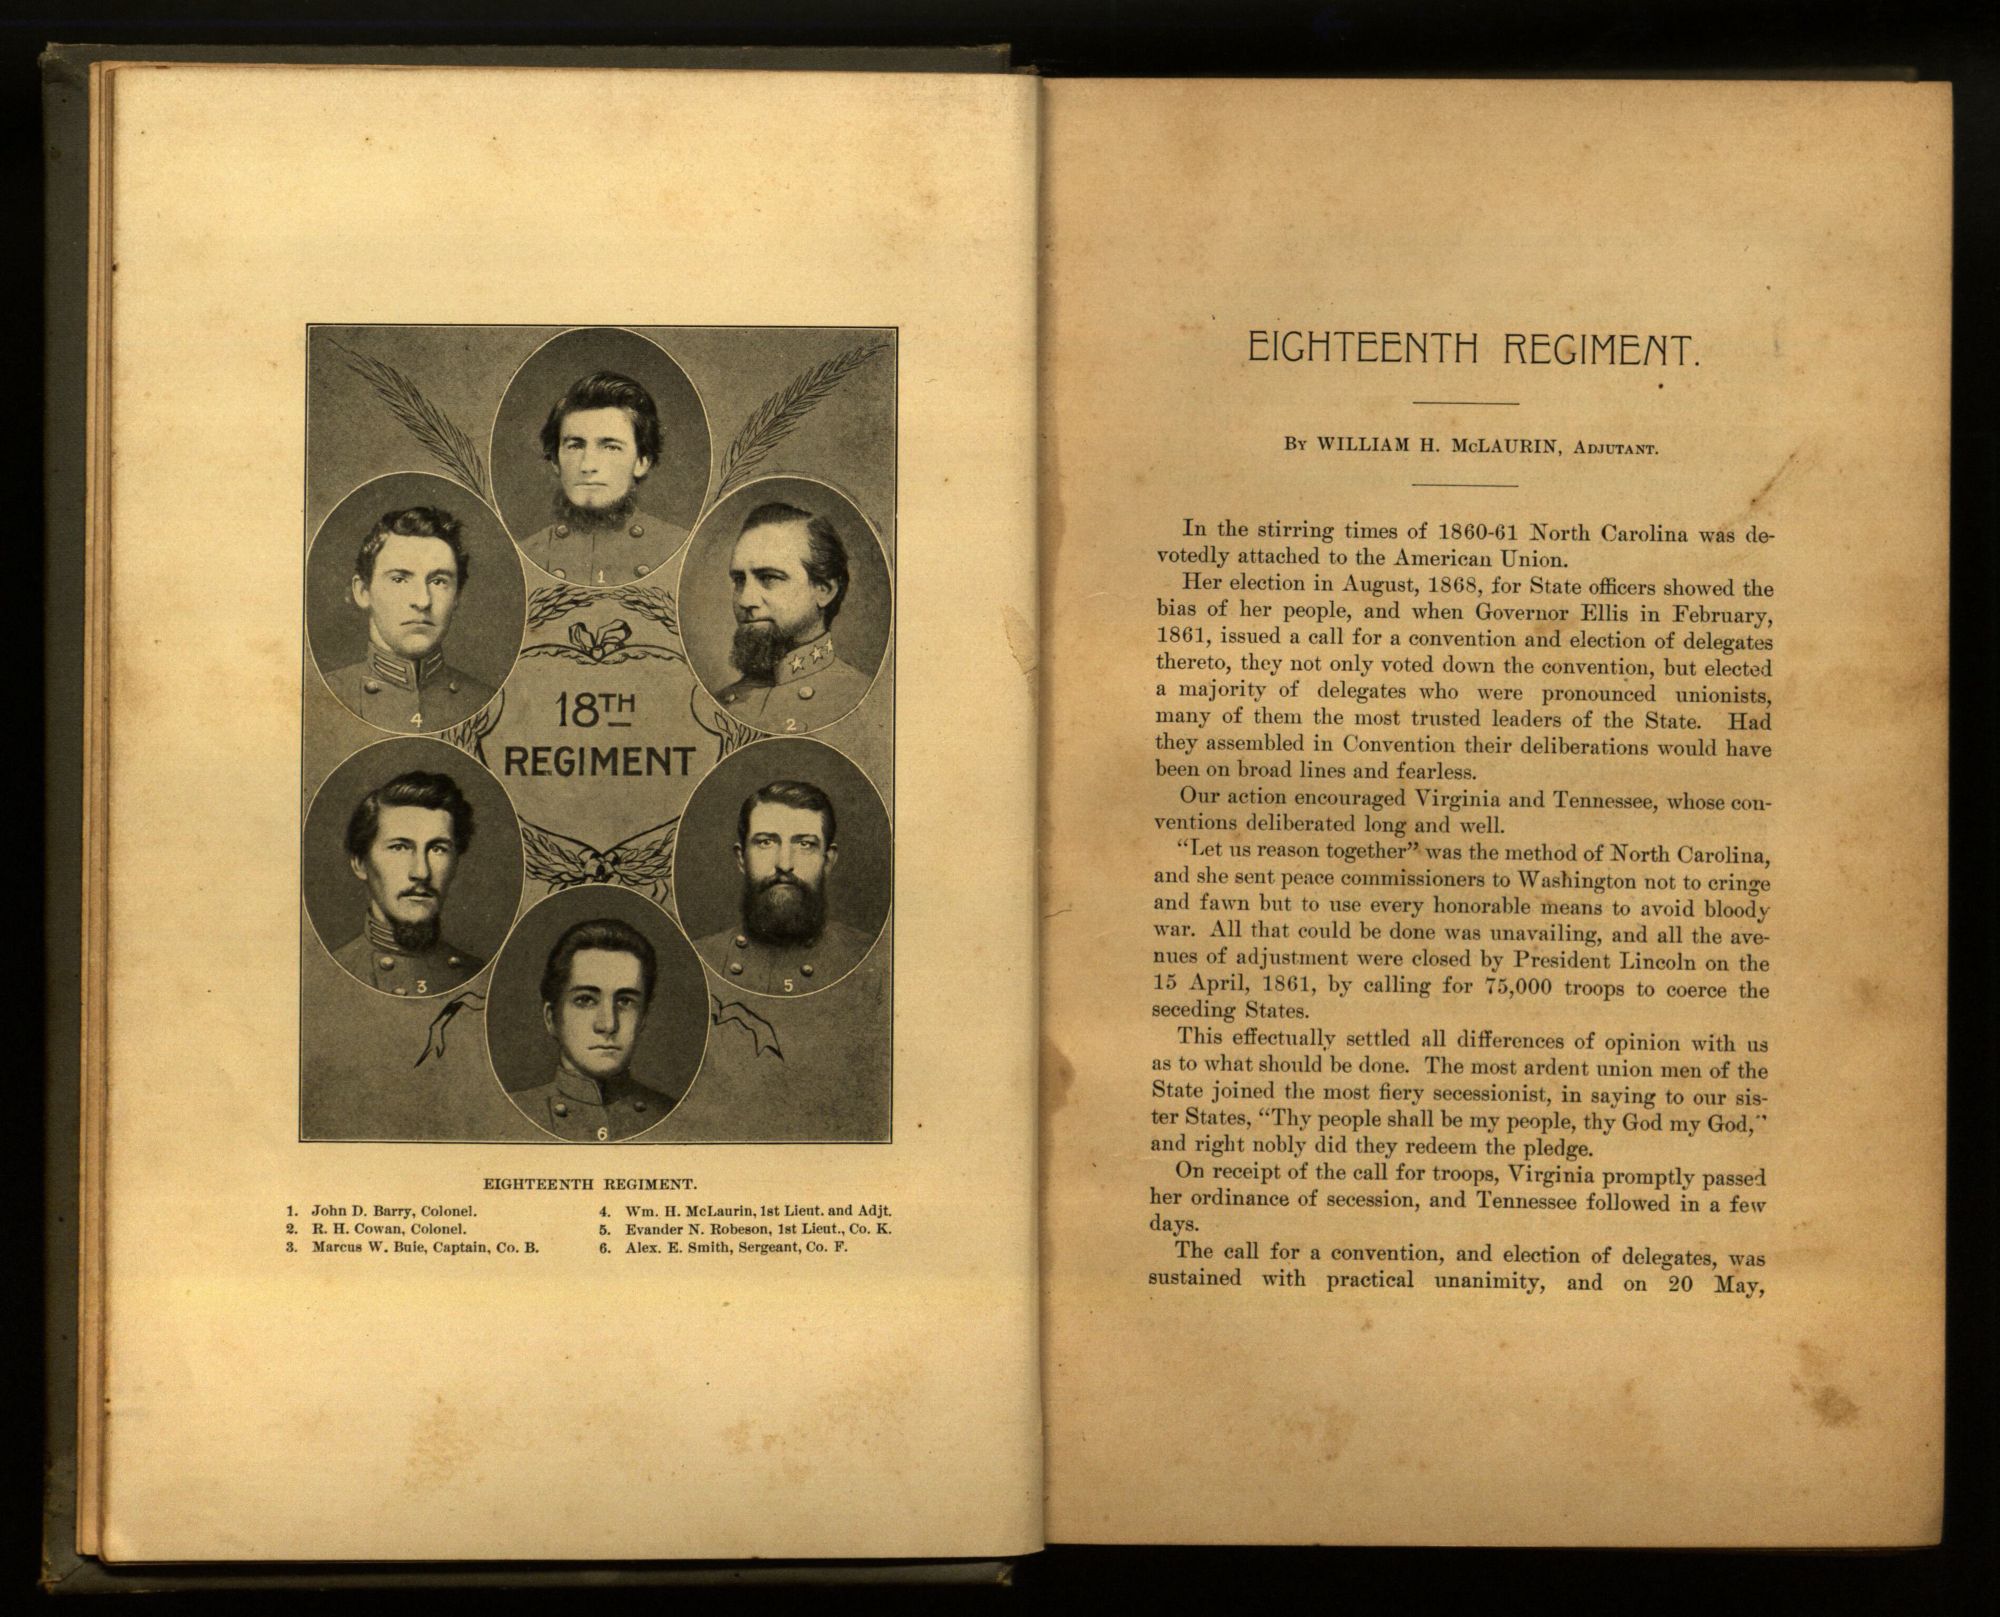 1
4
2
18TH
REGIMENT
3
5
6
EIGHTEENTH REGIMENT.
1. John D. Barry, Colonel.
2. R. H. Cowan, Colonel.
3. Marcus W. Buie, Captain, Co. B.
4. Wm. H. McLaurin, 1st Lieut. and Adjt.
5. Evander N. Robeson, 1st Lieut., Co. K.
6. Alex. E. Smith, Sergeant, Co. F.
EIGHTEENTH REGIMENT.
By WILLIAM H. McLAURIN, Adjutant.
In the stirring times of 1860-61 North Carolina was de-
votedly attached to the American Union.
Her election in August, 1868, for State officers showed the
bias of her people, and when Governor Ellis in February,
1861, issued a call for a convention and election of delegates
thereto, they not only voted down the convention, but elected
a majority of delegates who were pronounced unionists,
many of them the most trusted leaders of the State. Had
they assembled in Convention their deliberations would have
been on broad lines and fearless.
Our action encouraged Virginia and Tennessee, whose con-
ventions deliberated long and well.
“Let us reason together” was the method of North Carolina,
and she sent peace commissioners to Washington not to cringe
and fawn but to use every honorable means to avoid bloody
war. All that could be done was unavailing, and all the ave-
nues of adjustment were closed by President Lincoln on the
15 April, 1861, by calling for 75,000 troops to coerce the
seceding States.
This effectually settled all differences of opinion with us
as to what should be done. The most ardent union men of the
State joined the most fiery secessionist, in saying to our sis-
ter States, “Thy people shall be my people, thy God my God,”
and right nobly did they redeem the pledge.
On receipt of the call for troops, Virginia promptly passed
her ordinance of secession, and Tennessee followed in a few
days.
The call for a convention, and election of delegates, was
sustained with practical unanimity, and on 20 May,